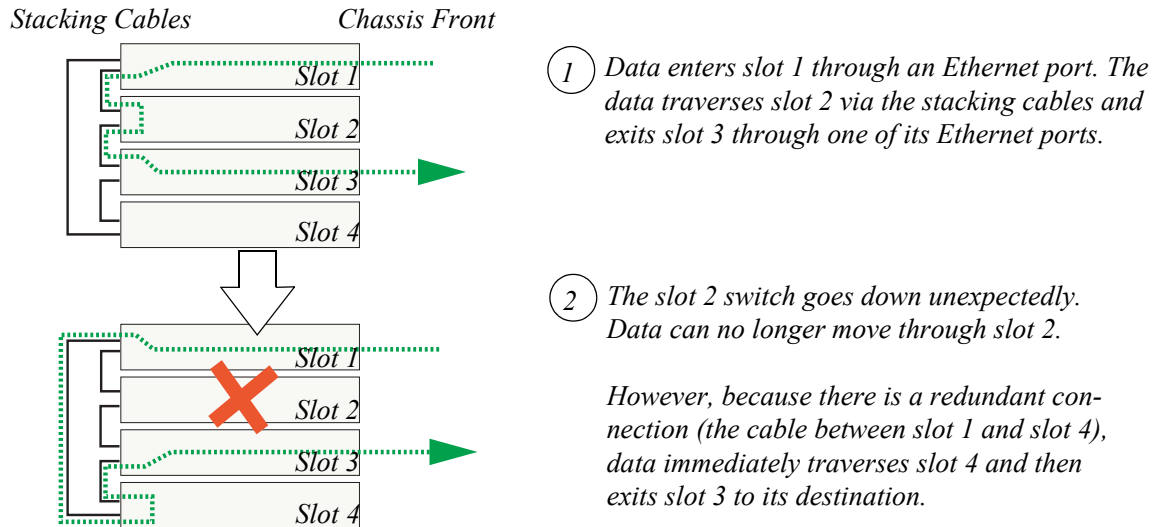 Stacking Cables
Chassis Front
Slot 1
Slot 2
Slot 3
Slot 4
1
Data enters slot 1 through an Ethernet port. The
data traverses slot 2 via the stacking cables and
exits slot 3 through one of its Ethernet ports.
Slot 1
Slot 2
Slot 3
Slot 4
2
The slot 2 switch goes down unexpectedly.
Data can no longer move through slot 2.
However, because there is a redundant con-
nection (the cable between slot 1 and slot 4),
data immediately traverses slot 4 and then
exits slot 3 to its destination.